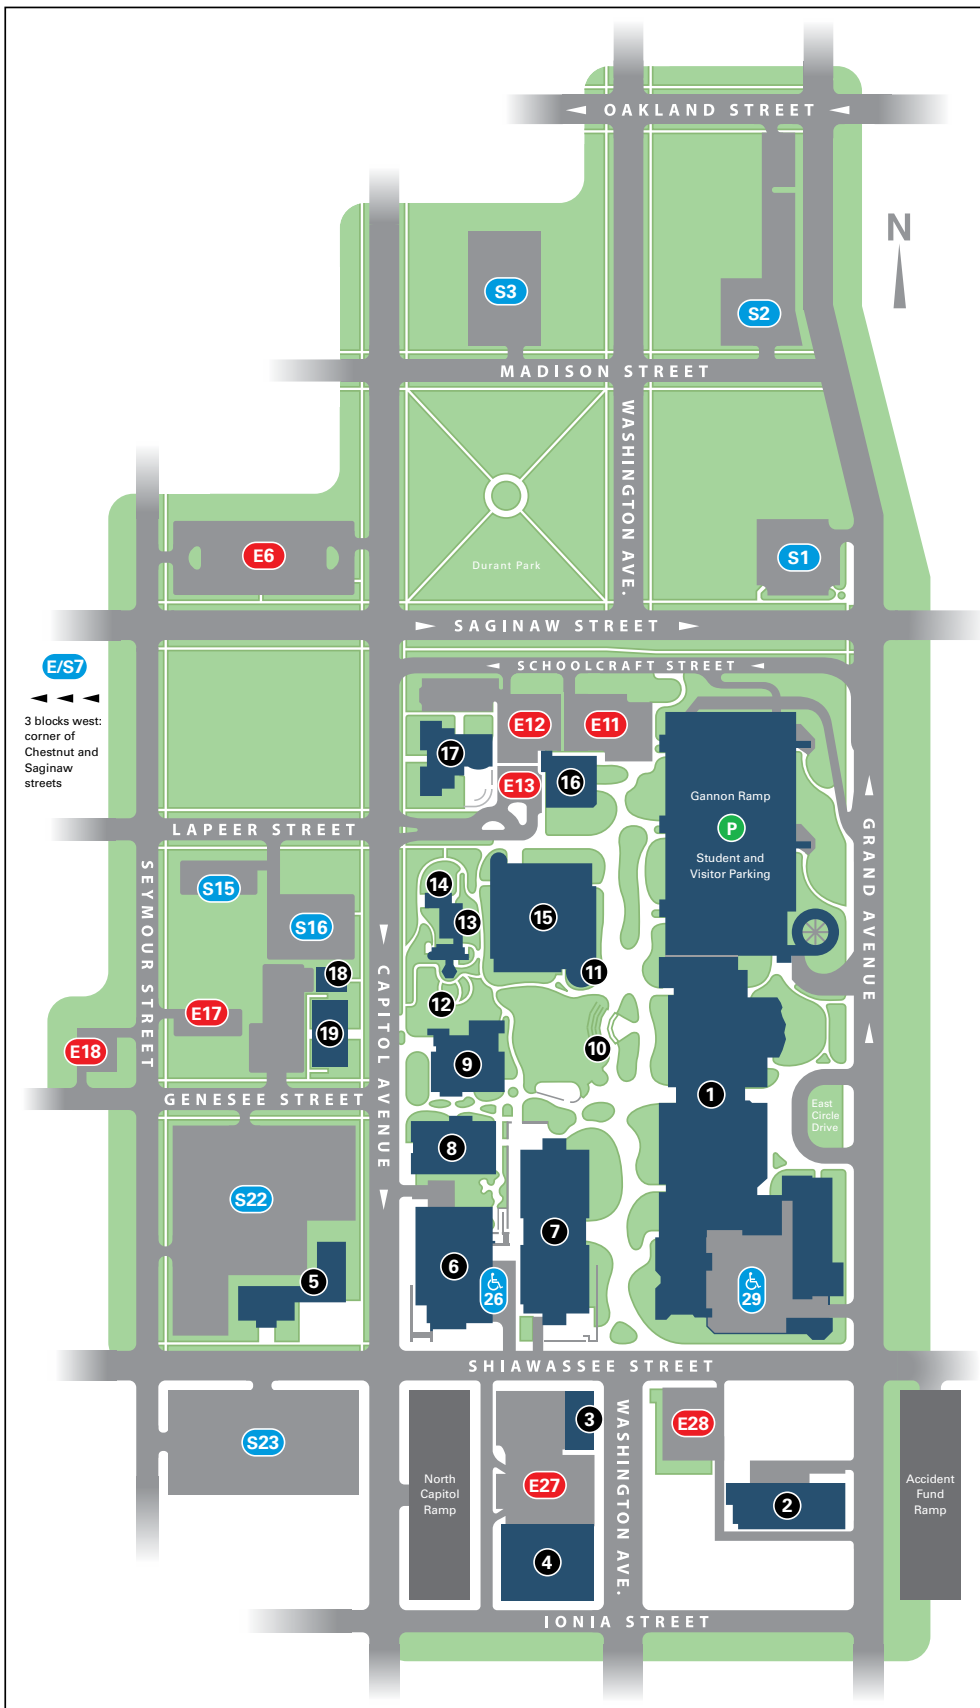 OAKLAND STREET
N
S3
S2
MADISON STREET
WASHINGTON AVE.
E6
Durant Park
S1
SAGINAW STREET
E/S7
3 blocks west:
corner of
Chestnut and
Saginaw
streets
SCHOOLCRAFT STREET
E12
E11
17
E13
16
Gannon Ramp
P
Student and
Visitor Parking
LAPEER STREET
GRAND AVENUE
SEYMOUR STREET
S15
14
13
15
S16
18
11
CAPITOL AVENUE
12
E17
19
10
E18
9
1
GENESEE STREET
East
Circle
Drive
8
S22
7
6
5
26
29
SHIAWASSEE STREET
WASHINGTON AVE.
3
E28
S23
North
Capitol
Ramp
E27
2
Accident
Fund
Ramp
4
IONIA STREET